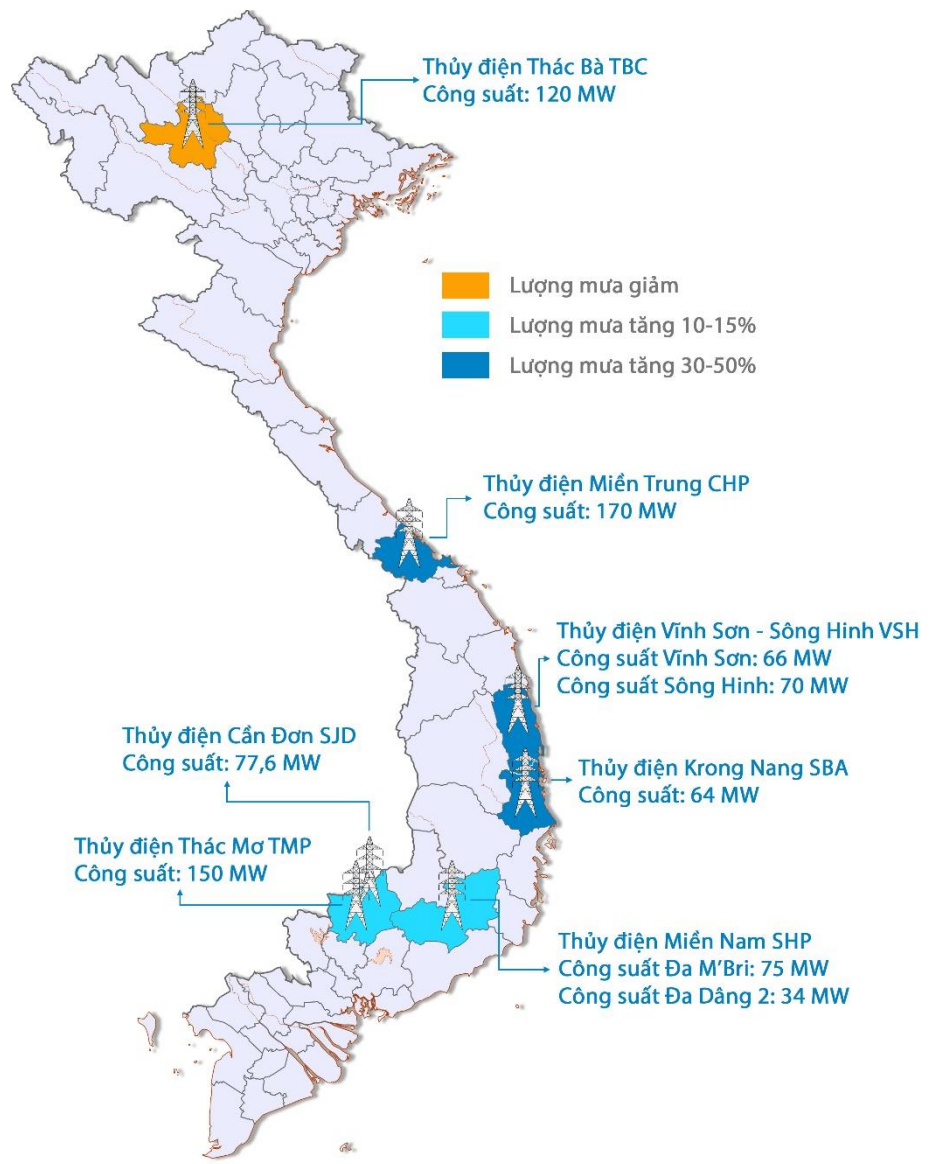 Thủy điện Thác Bà TBC
Công suất: 120 MW
Lượng mưa giảm
Lượng mưa tăng 10-15%
Lượng mưa tăng 30-50%
Thủy điện Miền Trung CHP
Công suất: 170 MW
Thủy điện Vĩnh Sơn - Sông Hinh VSH
Công suất Vĩnh Sơn: 66 MW
Công suất Sông Hinh: 70 MW
Thủy điện Cần Đơn SJD
Công suất: 77,6 MW
Thủy điện Krong Nang SBA
Công suất: 64 MW
Thủy điện Thác Mơ TMP
Công suất: 150 MW
Thủy điện Miền Nam SHP
Công suất Đa M'Bri: 75 MW
Công suất Đa Dâng 2: 34 MW